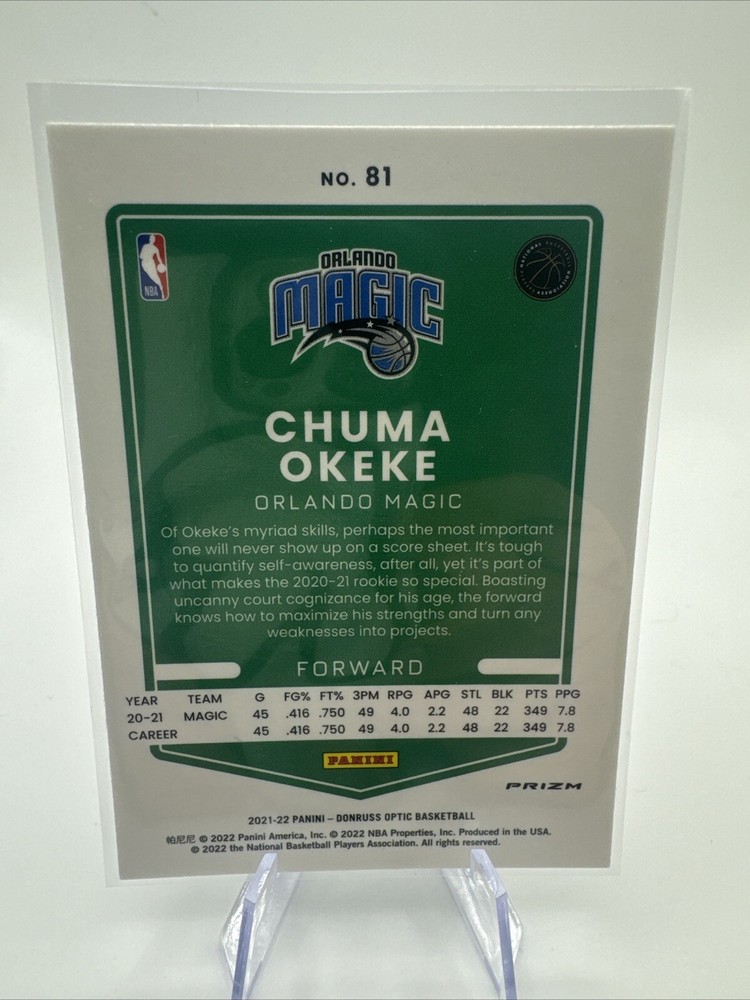 NO. 81
NBA
ORLANDO
MAGIC
NATIONAL BASKETBALL
ASSOCIATION
CHUMA
OKEKE
ORLANDO MAGIC
Of Okeke's myriad skills, perhaps the most important
one will never show up on a score sheet. It's tough
to quantify self-awareness, after all, yet it's part of
what makes the 2020-21 rookie so special. Boasting
uncanny court cognizance for his age, the forward
knows how to maximize his strengths and turn any
weaknesses into projects.
FORWARD
YEAR TEAM G FG% FT% 3PM RPG APG STL BLK PTS PPG
20-21 MAGIC 45 .416 .750 49 4.0 2.2 48 22 349 7.8
CAREER 45 .416 .750 49 4.0 2.2 48 22 349 7.8
PANINI
PRIZM
2021-22 PANINI – DONRUSS OPTIC BASKETBALL
帕尼尼 © 2022 Panini America, Inc. © 2022 NBA Properties, Inc. Produced in the USA.
© 2022 the National Basketball Players Association. All rights reserved.